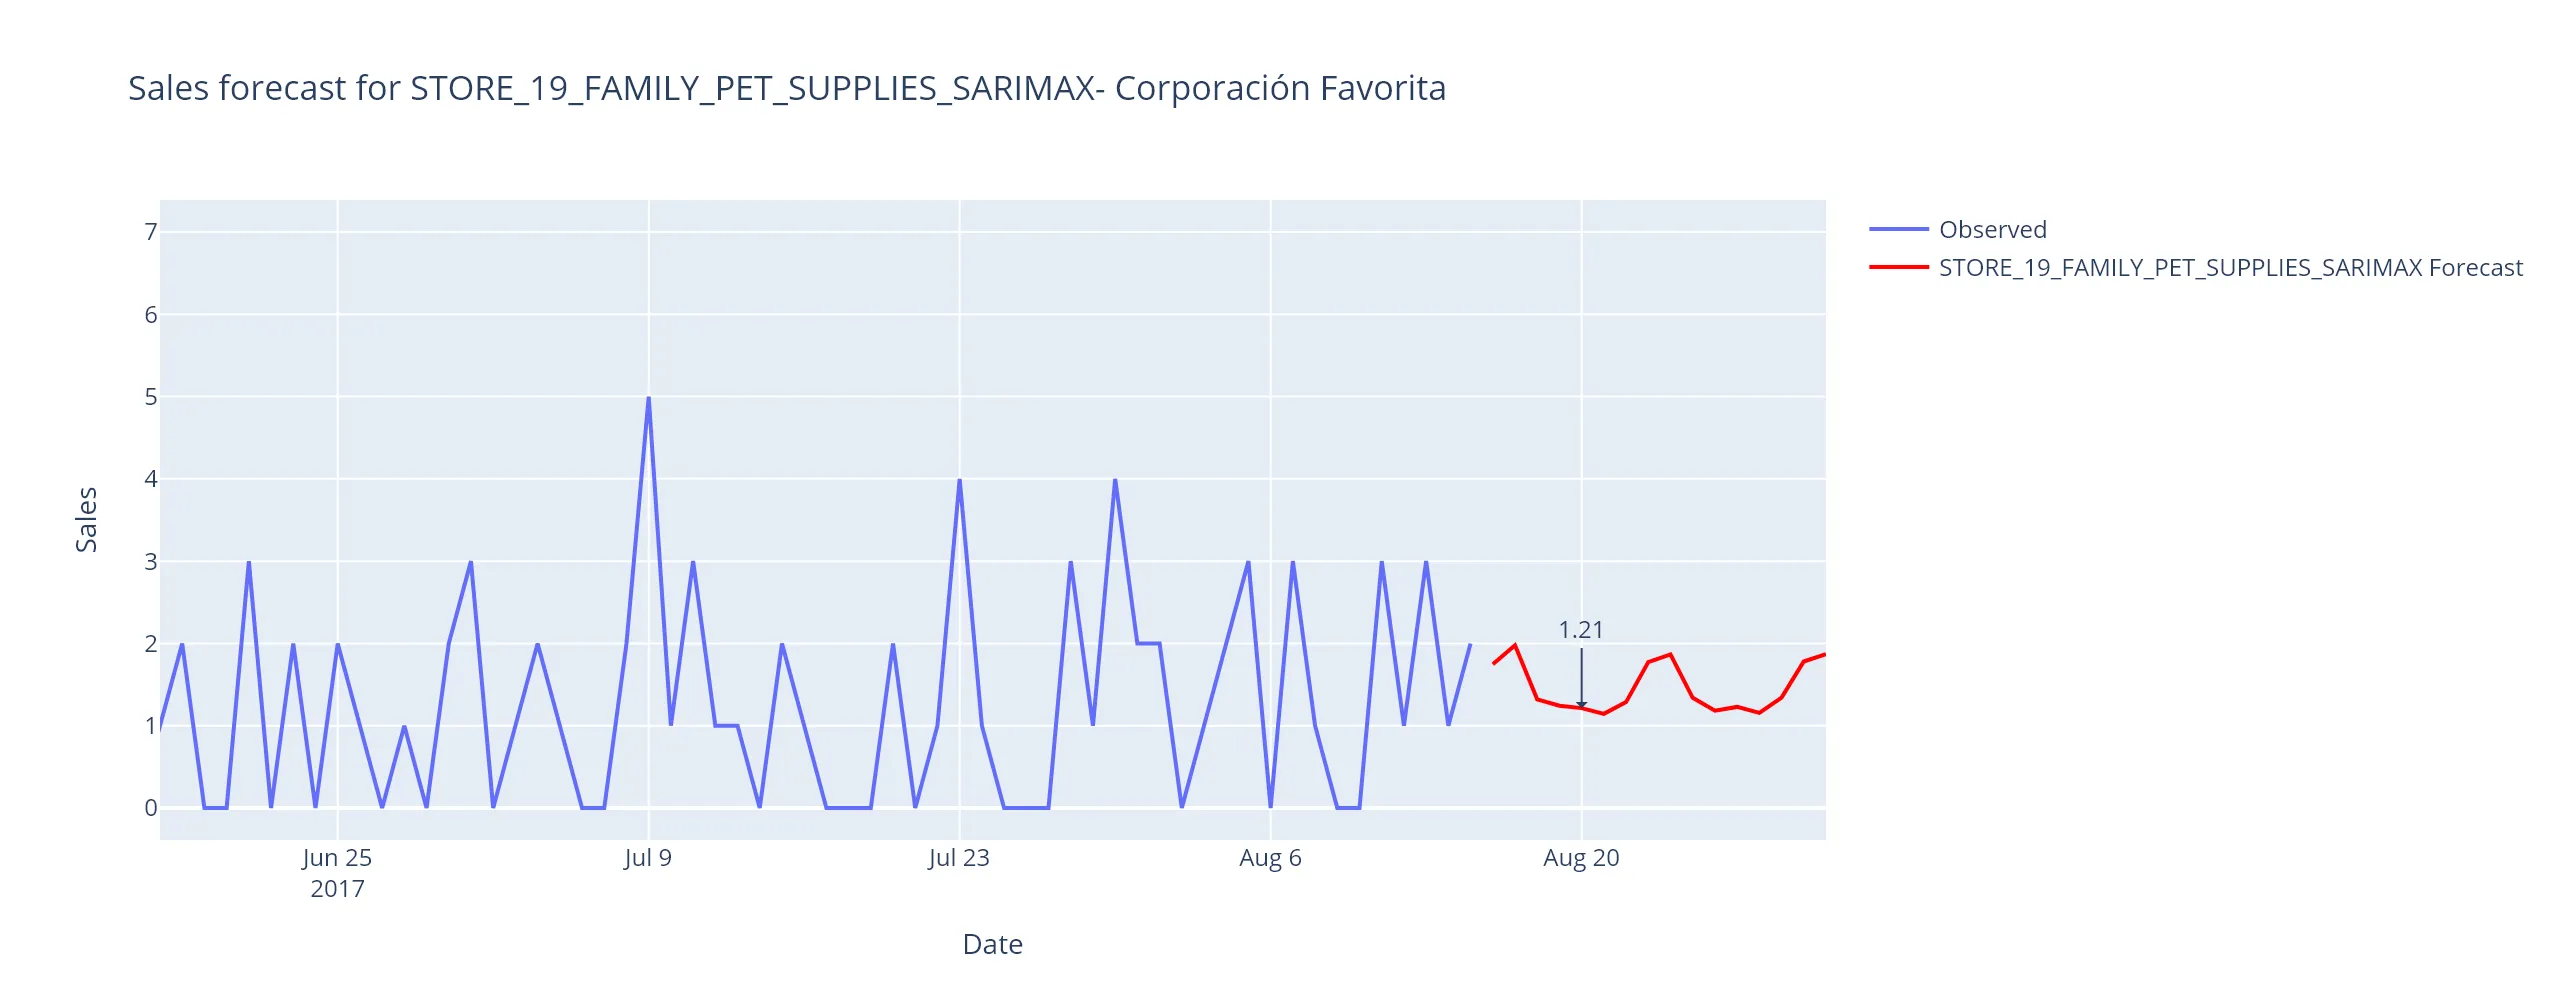 Sales forecast for STORE_19_FAMILY_PET_SUPPLIES_SARIMAX- Corporación Favorita
Observed
STORE_19_FAMILY_PET_SUPPLIES_SARIMAX Forecast
7
6
5
4
3
2
1
0
Sales
1.21
Jun 25
2017
Jul 9
Jul 23
Aug 6
Aug 20
Date